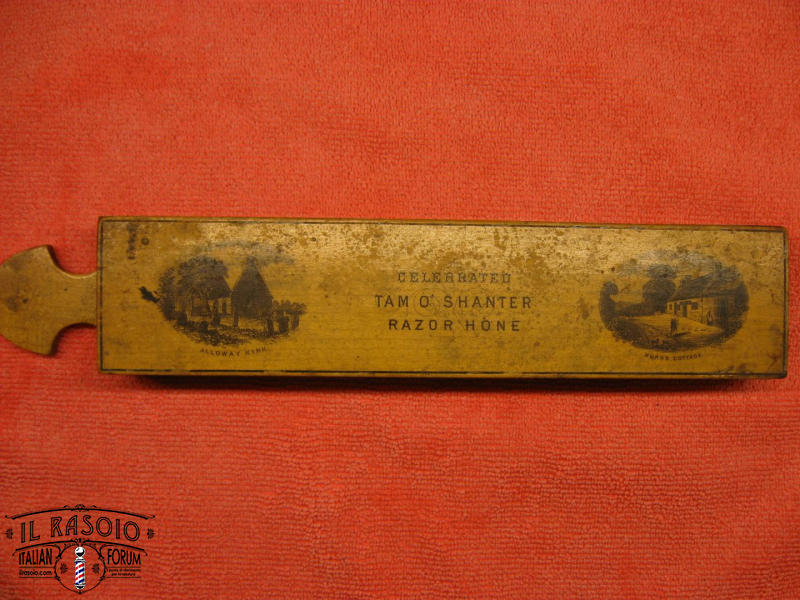 CELEBRATED
TAM O' SHANTER
RAZOR HONE
ALLOWAY KIRK
BURNS COTTAGE
IL RASOIO
ITALIAN FORUM
ilrasoio.com